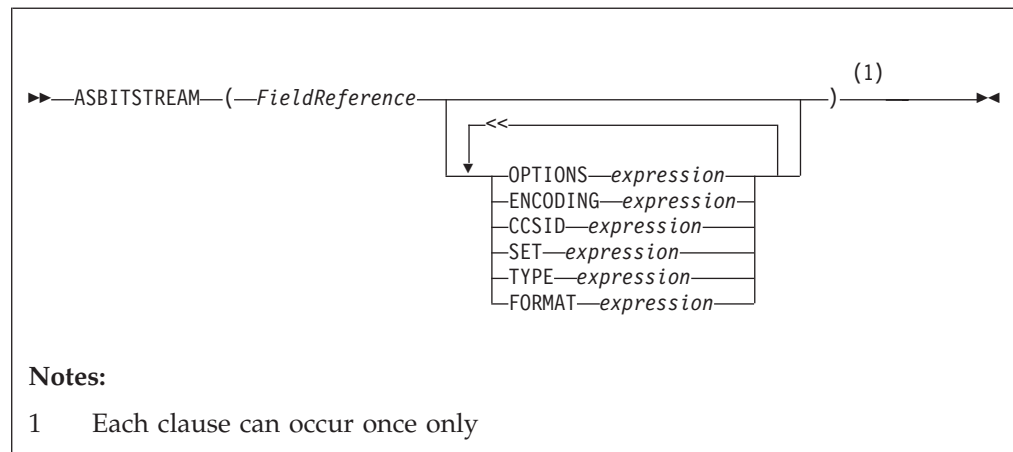 (1)
ASBITSTREAM ( FieldReference )
<<
OPTIONS expression
ENCODING expression
CCSID expression
SET expression
TYPE expression
FORMAT expression
Notes:
1 Each clause can occur once only